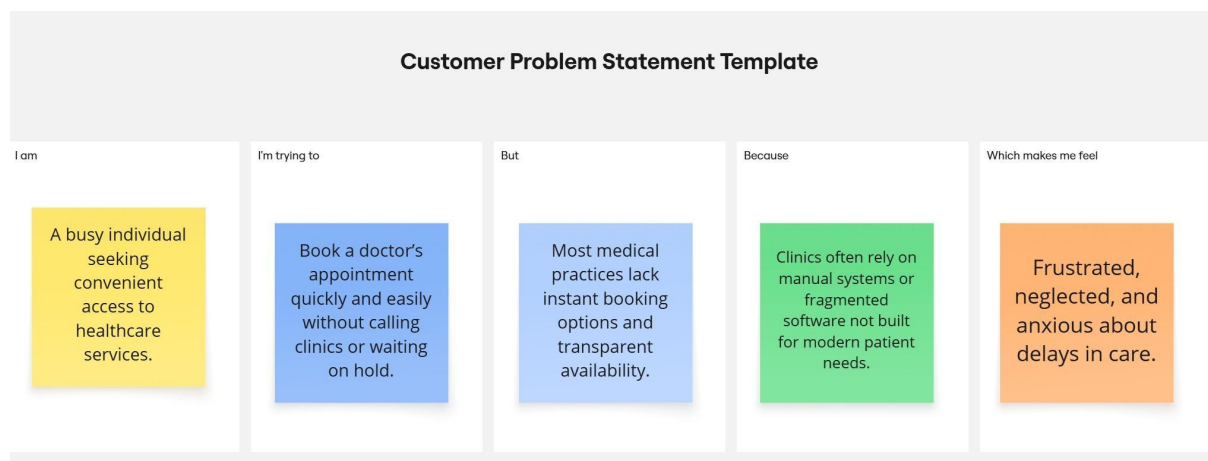 Customer Problem Statement Template
I am
A busy individual
seeking
convenient
access to
healthcare
services.
I'm trying to
Book a doctor’s
appointment
quickly and easily
without calling
clinics or waiting
on hold.
But
Most medical
practices lack
instant booking
options and
transparent
availability.
Because
Clinics often rely on
manual systems or
fragmented
software not built
for modern patient
needs.
Which makes me feel
Frustrated,
neglected, and
anxious about
delays in care.